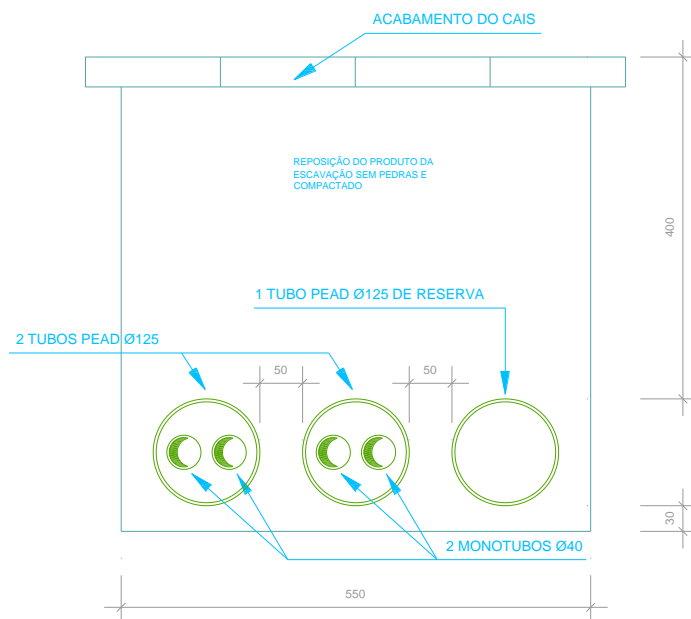 ACABAMENTO DO CAIS
REPOSIÇÃO DO PRODUTO DA
ESCAVAÇÃO SEM PEDRAS E
COMPACTADO
400
1 TUBO PEAD Ø125 DE RESERVA
2 TUBOS PEAD Ø125
50
50
30
2 MONOTUBOS Ø40
550